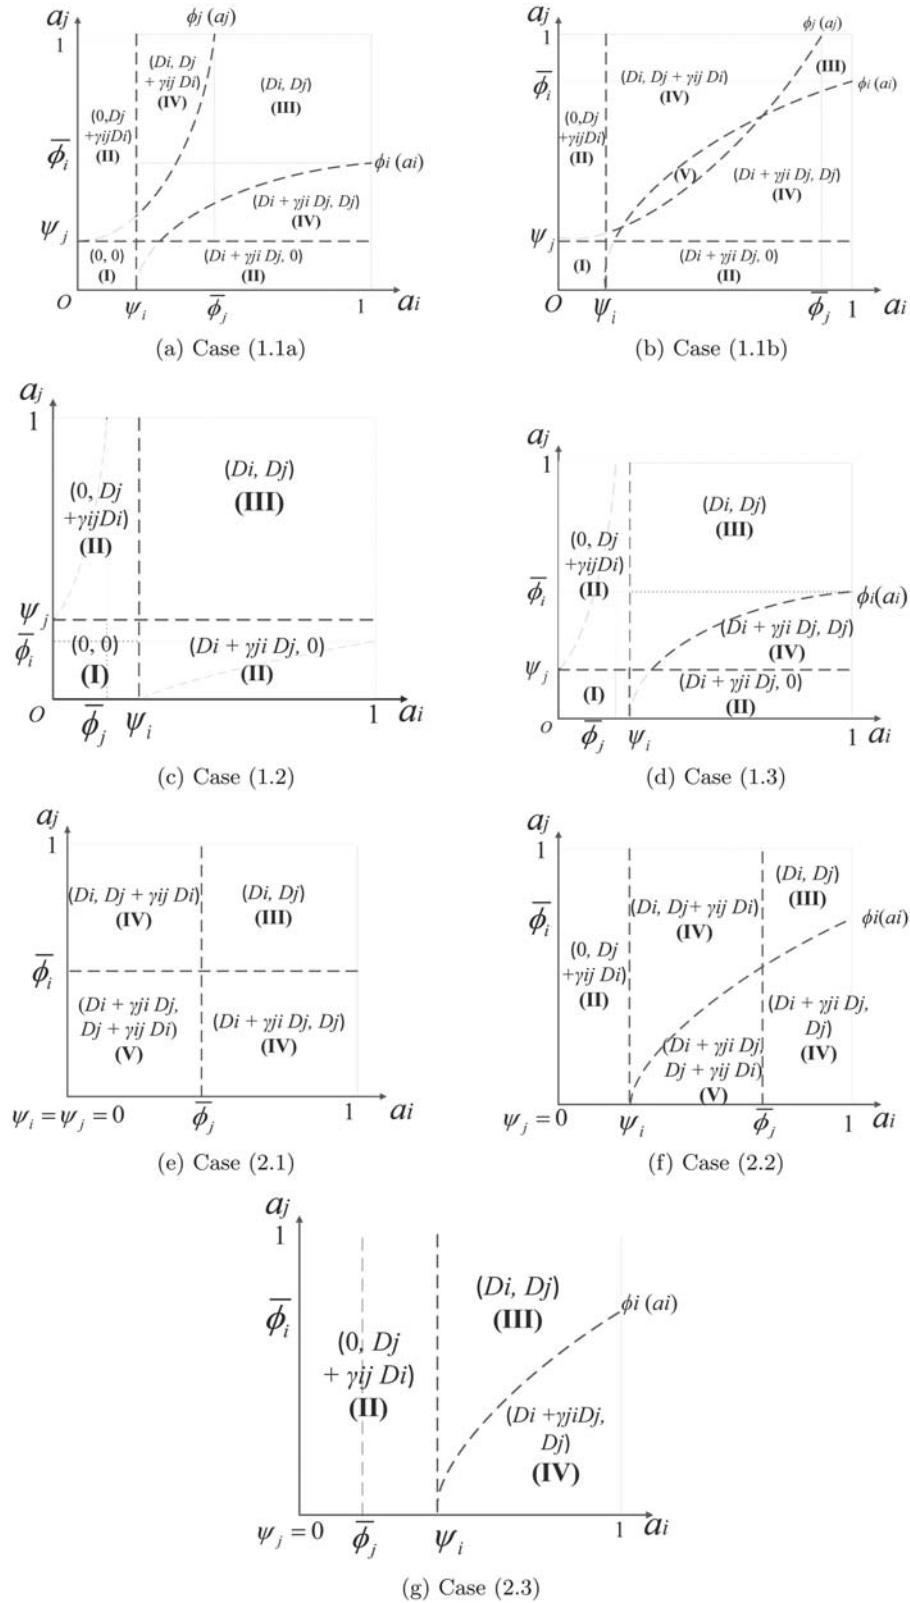 aj
1
ϕj (aj)
(Di, Dj
+ γij Di)
(IV)
(Di, Dj)
(III)
(0,Dj
+γijDi)
(II)
ϕ̅i
ϕi (ai)
(Di + γji Dj, Dj)
(IV)
ψj
(0, 0)
(I)
(Di + γji Dj, 0)
(II)
O
ψi
ϕ̅j
1
ai
(a) Case (1.1a)
aj
1
ϕj (aj)
(III)
ϕ̅i
(Di, Dj + γij Di)
(IV)
ϕi (ai)
(0,Dj
+γijDi)
(II)
(V)
(Di + γji Dj, Dj)
(IV)
ψj
(I)
(Di + γji Dj, 0)
(II)
O
ψi
ϕ̅j
1
ai
(b) Case (1.1b)
aj
1
(Di, Dj)
(III)
(0, Dj
+γijDi)
(II)
ψj
ϕ̅i
(0, 0)
(I)
(Di + γji Dj, 0)
(II)
O
ϕ̅j
ψi
1
ai
(c) Case (1.2)
aj
1
(Di, Dj)
(III)
(0, Dj
+γijDi)
(II)
ϕ̅i
ϕi(ai)
(Di + γji Dj, Dj)
(IV)
ψj
(I)
(Di + γji Dj, 0)
(II)
O
ϕ̅j
ψi
1
ai
(d) Case (1.3)
aj
1
(Di, Dj + γij Di)
(IV)
(Di, Dj)
(III)
ϕ̅i
(Di + γji Dj,
Dj + γij Di)
(V)
(Di + γji Dj, Dj)
(IV)
ψi = ψj = 0
ϕ̅j
1
ai
(e) Case (2.1)
aj
1
(Di, Dj)
(III)
ϕ̅i
(Di, Dj+ γij Di)
(IV)
ϕi(ai)
(0, Dj
+γij Di)
(II)
(Di + γji Dj,
Dj)
(IV)
(Di + γji Dj,
Dj + γij Di)
(V)
ψj = 0
ψi
ϕ̅j
1
ai
(f) Case (2.2)
aj
1
(Di, Dj)
(III)
ϕ̅i
ϕi (ai)
(0, Dj
+ γij Di)
(II)
(Di +γjiDj,
Dj)
(IV)
ψj = 0
ϕ̅j
ψi
1
ai
(g) Case (2.3)